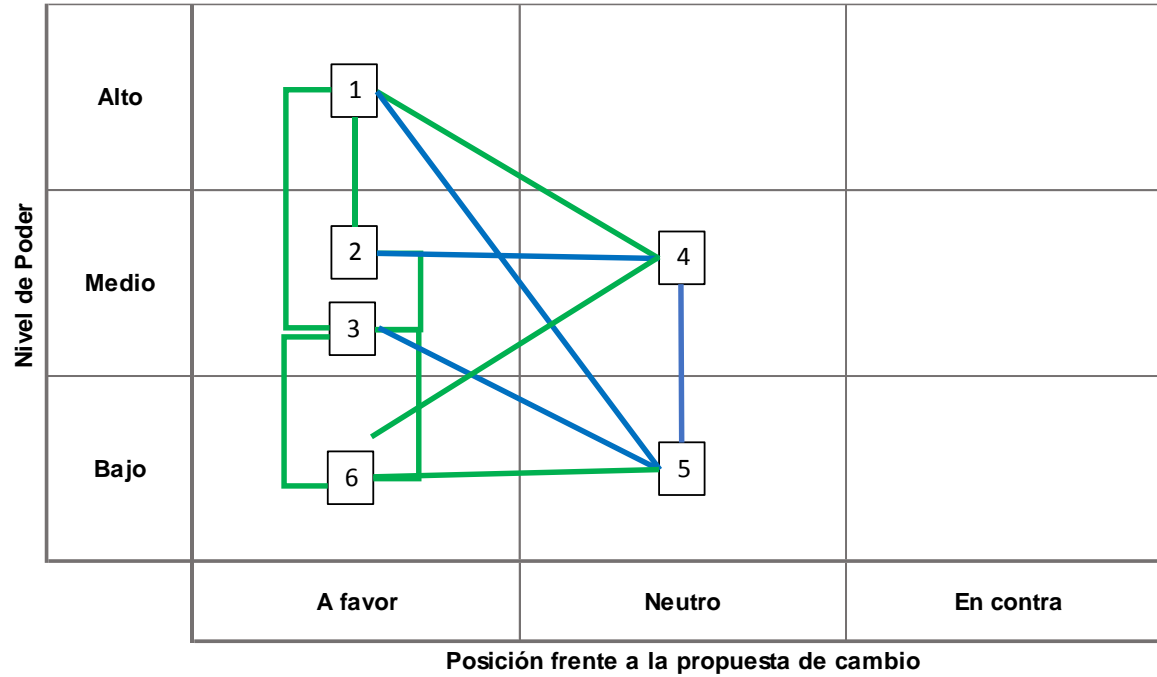 Nivel de Poder
Alto
1
Medio
2
3
4
Bajo
6
5
A favor
Neutro
En contra
Posición frente a la propuesta de cambio